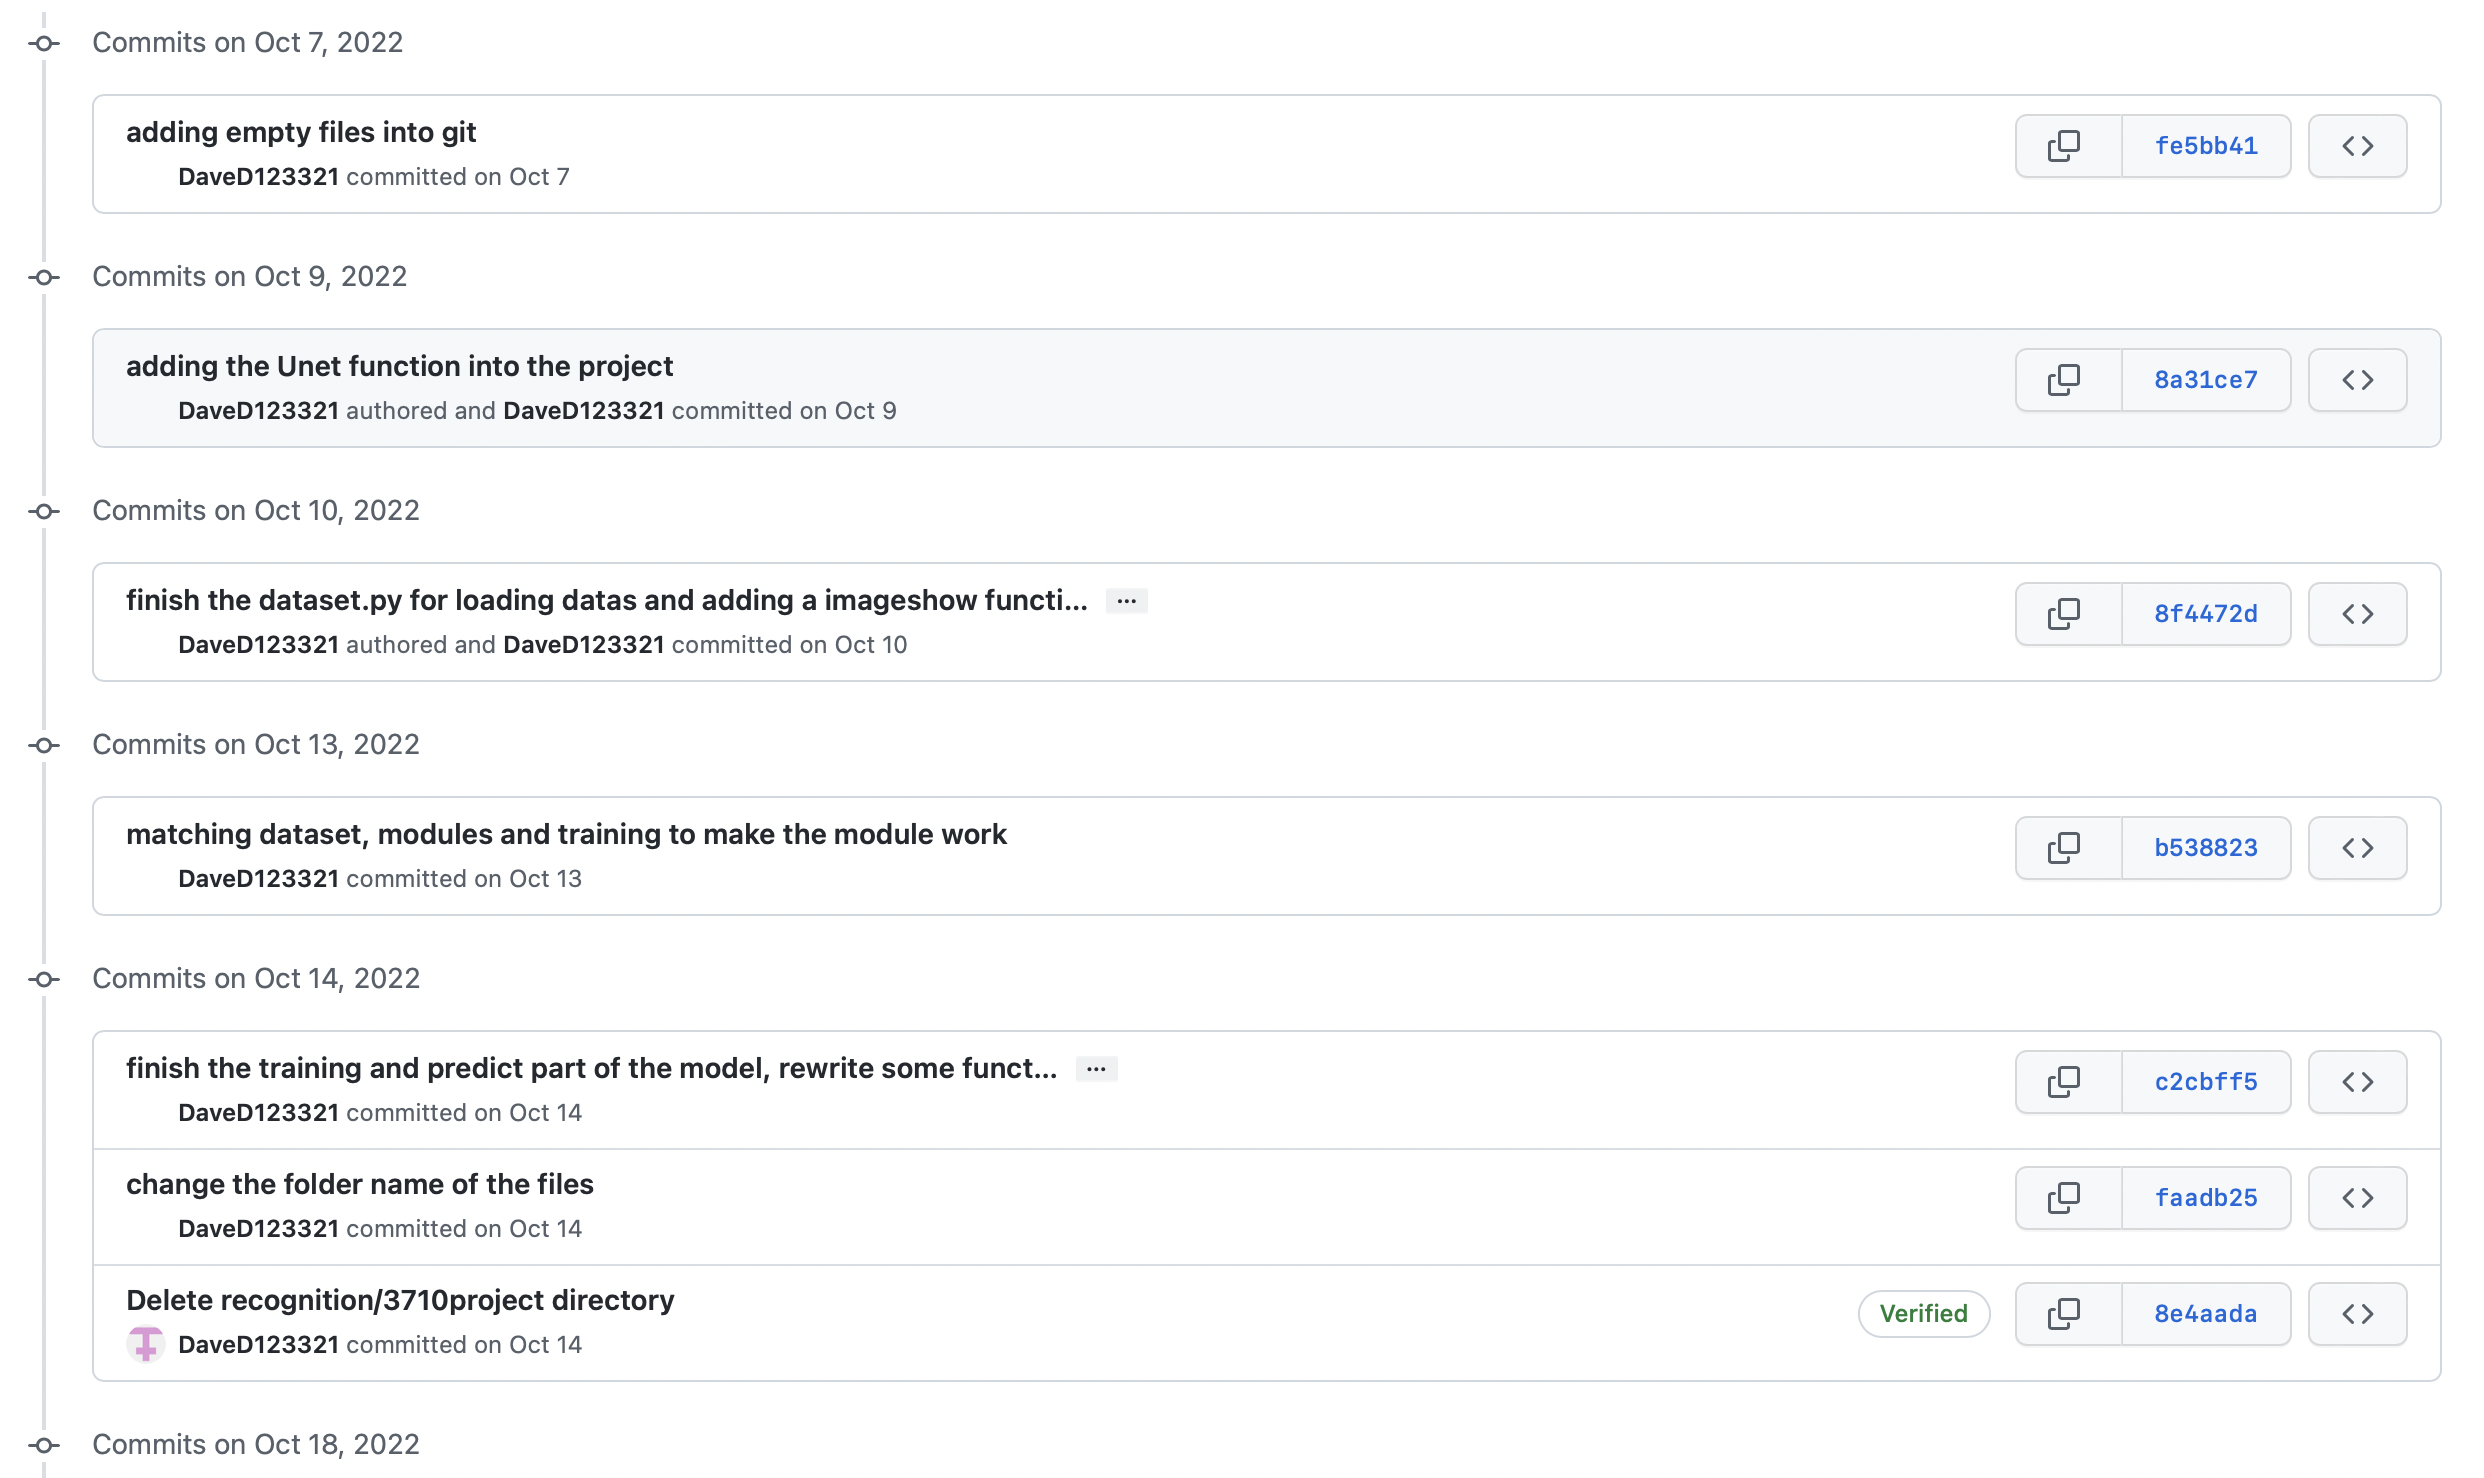 Commits on Oct 7, 2022
adding empty files into git
fe5bb41
DaveD123321 committed on Oct 7
Commits on Oct 9, 2022
adding the Unet function into the project
8a31ce7
DaveD123321 authored and DaveD123321 committed on Oct 9
Commits on Oct 10, 2022
finish the dataset.py for loading datas and adding a imageshow functi... ...
8f4472d
DaveD123321 authored and DaveD123321 committed on Oct 10
Commits on Oct 13, 2022
matching dataset, modules and training to make the module work
b538823
DaveD123321 committed on Oct 13
Commits on Oct 14, 2022
finish the training and predict part of the model, rewrite some funct... ...
c2cbff5
DaveD123321 committed on Oct 14
change the folder name of the files
faadb25
DaveD123321 committed on Oct 14
Delete recognition/3710project directory
Verified 8e4aada
DaveD123321 committed on Oct 14
Commits on Oct 18, 2022